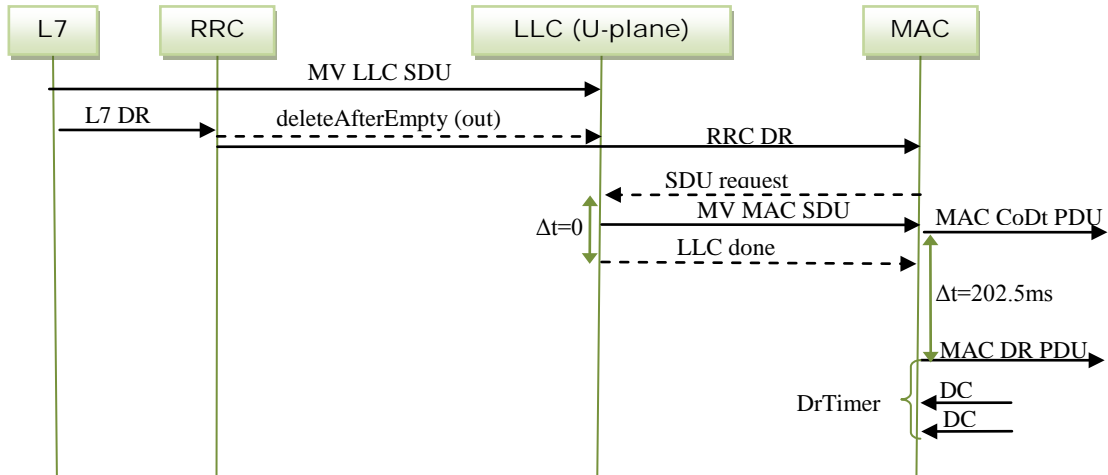 L7 RRC LLC (U-plane) MAC
MV LLC SDU
L7 DR
deleteAfterEmpty (out)
RRC DR
SDU request
MV MAC SDU
MAC CoDt PDU
Δt=0
LLC done
Δt=202.5ms
MAC DR PDU
DrTimer
DC
DC